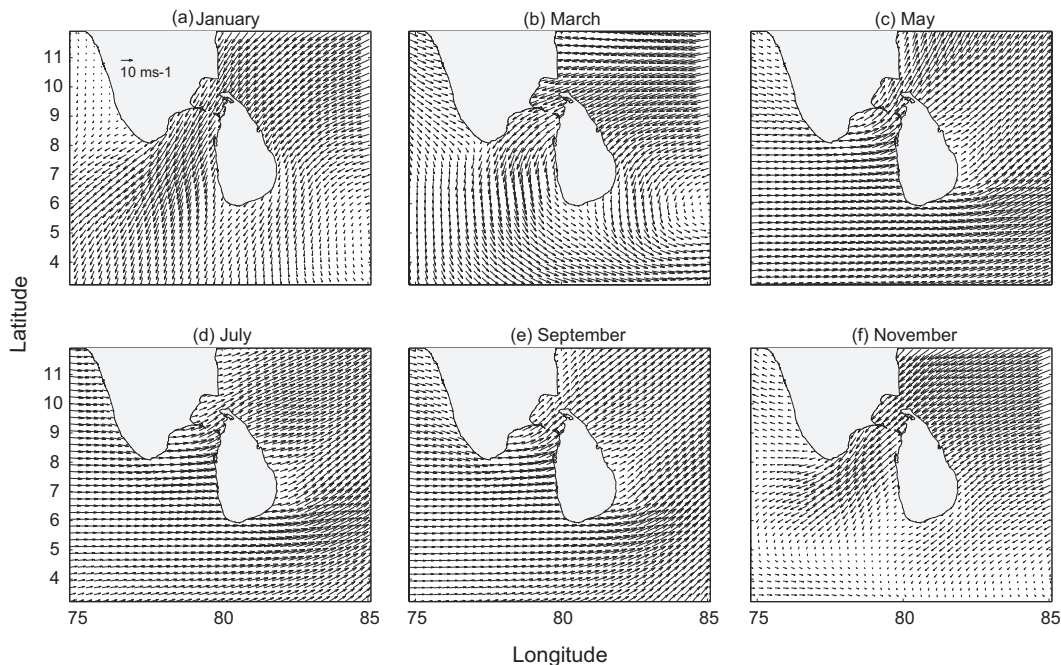 (a) January
(b) March
(c) May
11
10
9
8
7
6
5
4
10 ms-1
Latitude
(d) July
(e) September
(f) November
11
10
9
8
7
6
5
4
75
80
85
75
80
85
75
80
85
Longitude